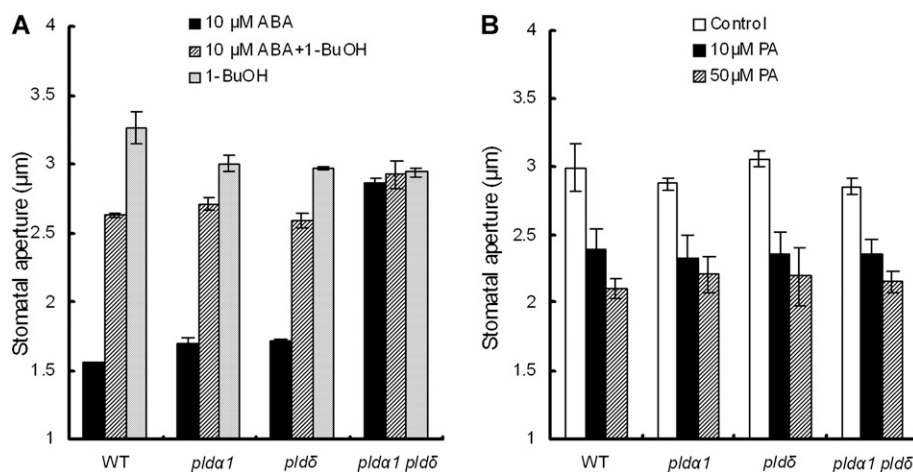 A
10 µM ABA
10 µM ABA+1-BuOH
1-BuOH
Stomatal aperture (µm)
4
3.5
3
2.5
2
1.5
1
WT
pldα1
pldδ
pldα1 pldδ
B
Control
10µM PA
50µM PA
Stomatal aperture (µm)
4
3.5
3
2.5
2
1.5
1
WT
pldα1
pldδ
pldα1 pldδ